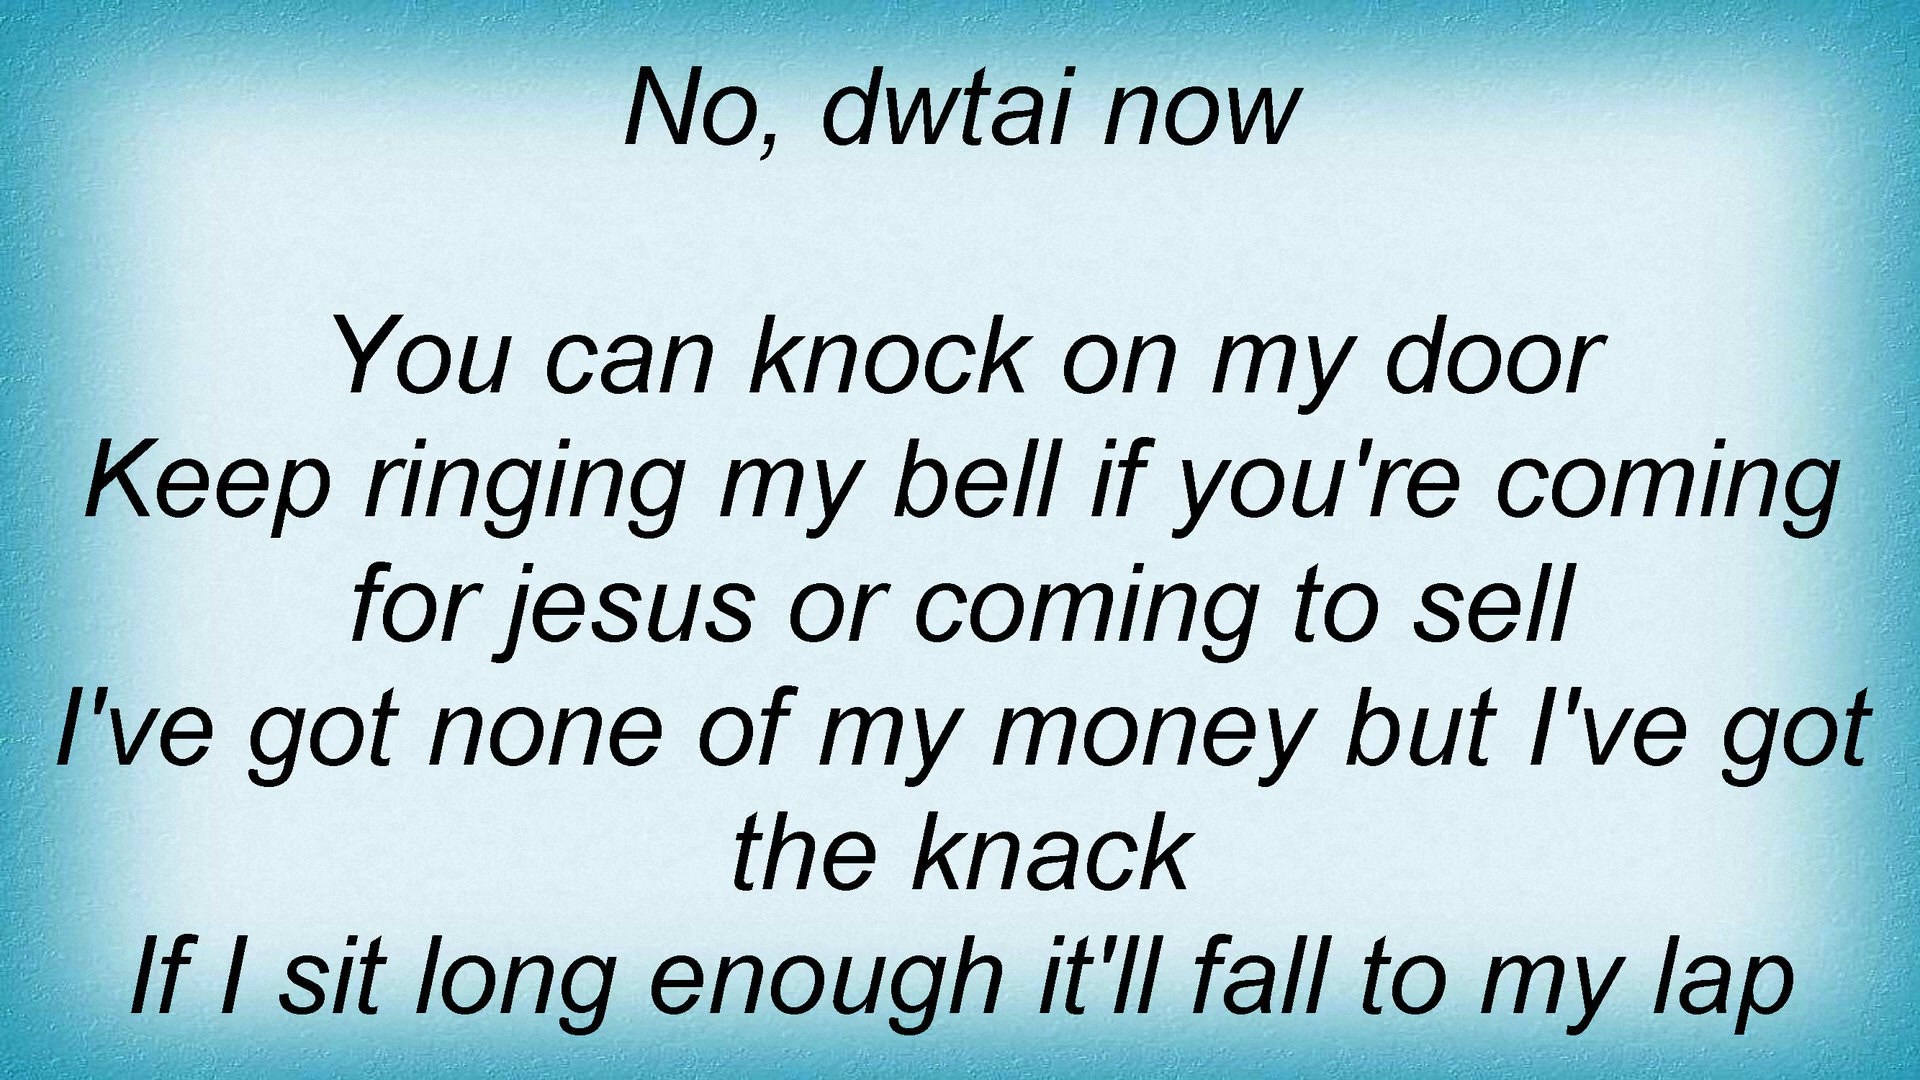 No, dwtai now
You can knock on my door
Keep ringing my bell if you're coming
for jesus or coming to sell
I've got none of my money but I've got
the knack
If I sit long enough it'll fall to my lap